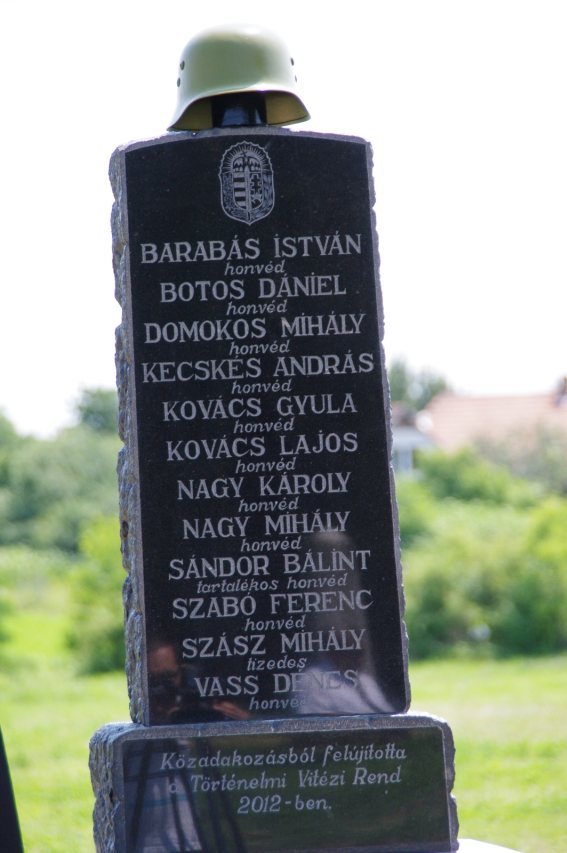 BARABÁS ISTVÁN
honvéd
BOTOS DÁNIEL
honvéd
DOMOKOS MIHÁLY
honvéd
KECSKÉS ANDRÁS
honvéd
KOVÁCS GYULA
honvéd
KOVÁCS LAJOS
honvéd
NAGY KÁROLY
honvéd
NAGY MIHÁLY
honvéd
SÁNDOR BÁLINT
tartalékos honvéd
SZABÓ FERENC
honvéd
SZÁSZ MIHÁLY
tizedes
VASS DÉNES
honvéd
Közadakozásból felújította
a Történelmi Vitézi Rend
2012-ben.